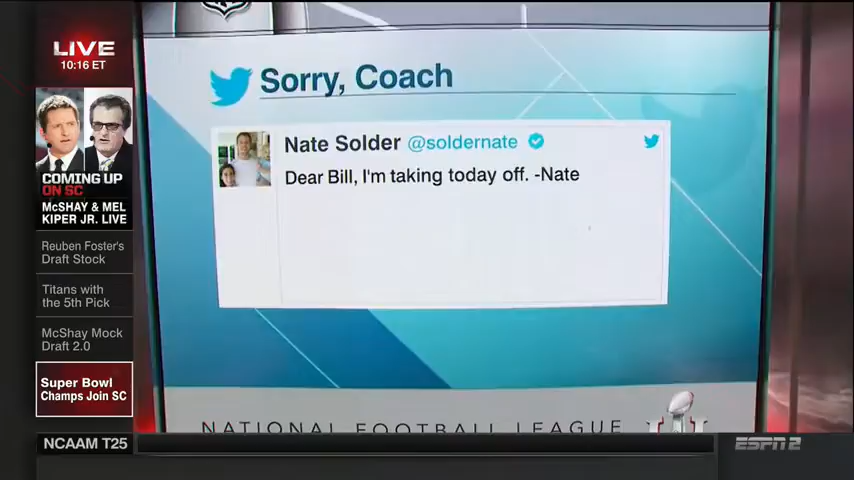 NFL
LIVE
10:16 ET
COMING UP
ON SC
McSHAY & MEL
KIPER JR. LIVE
Reuben Foster's
Draft Stock
Titans with
the 5th Pick
McShay Mock
Draft 2.0
Super Bowl
Champs Join SC
Sorry, Coach
Nate Solder @soldernate
Dear Bill, I'm taking today off. -Nate
NATIONAL FOOTBALL LEAGUE
LI
NCAAM T25
ESPN2